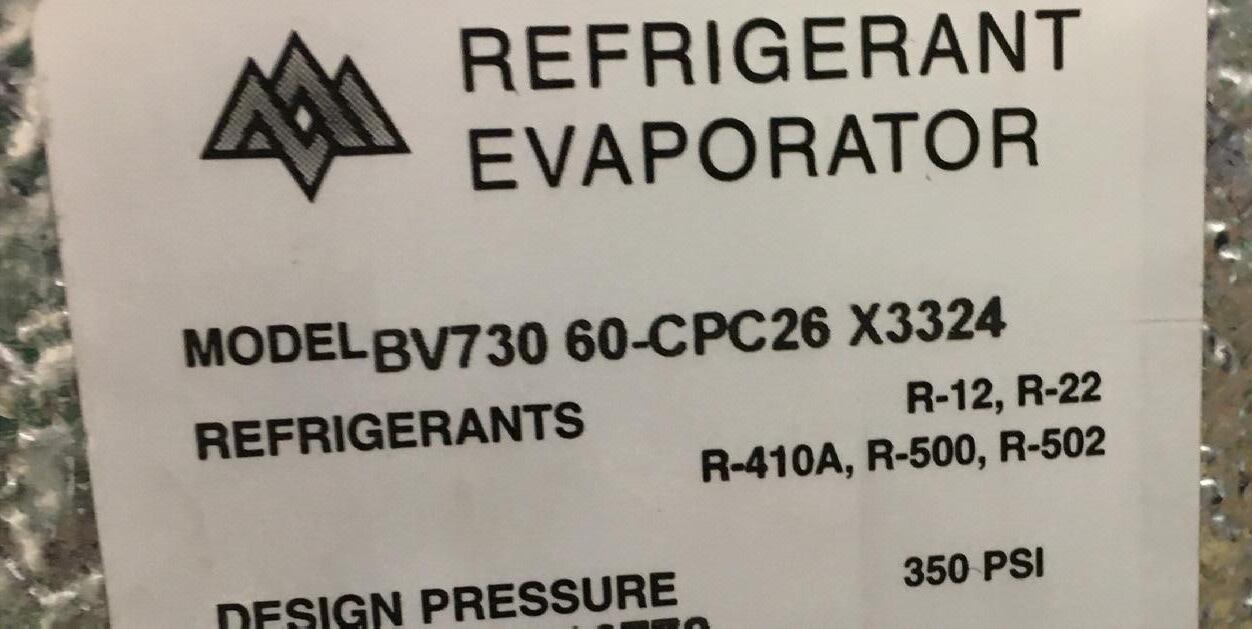 REFRIGERANT
EVAPORATOR
MODEL BV730 60-CPC26 X3324
REFRIGERANTS R-12, R-22
R-410A, R-500, R-502
DESIGN PRESSURE 350 PSI